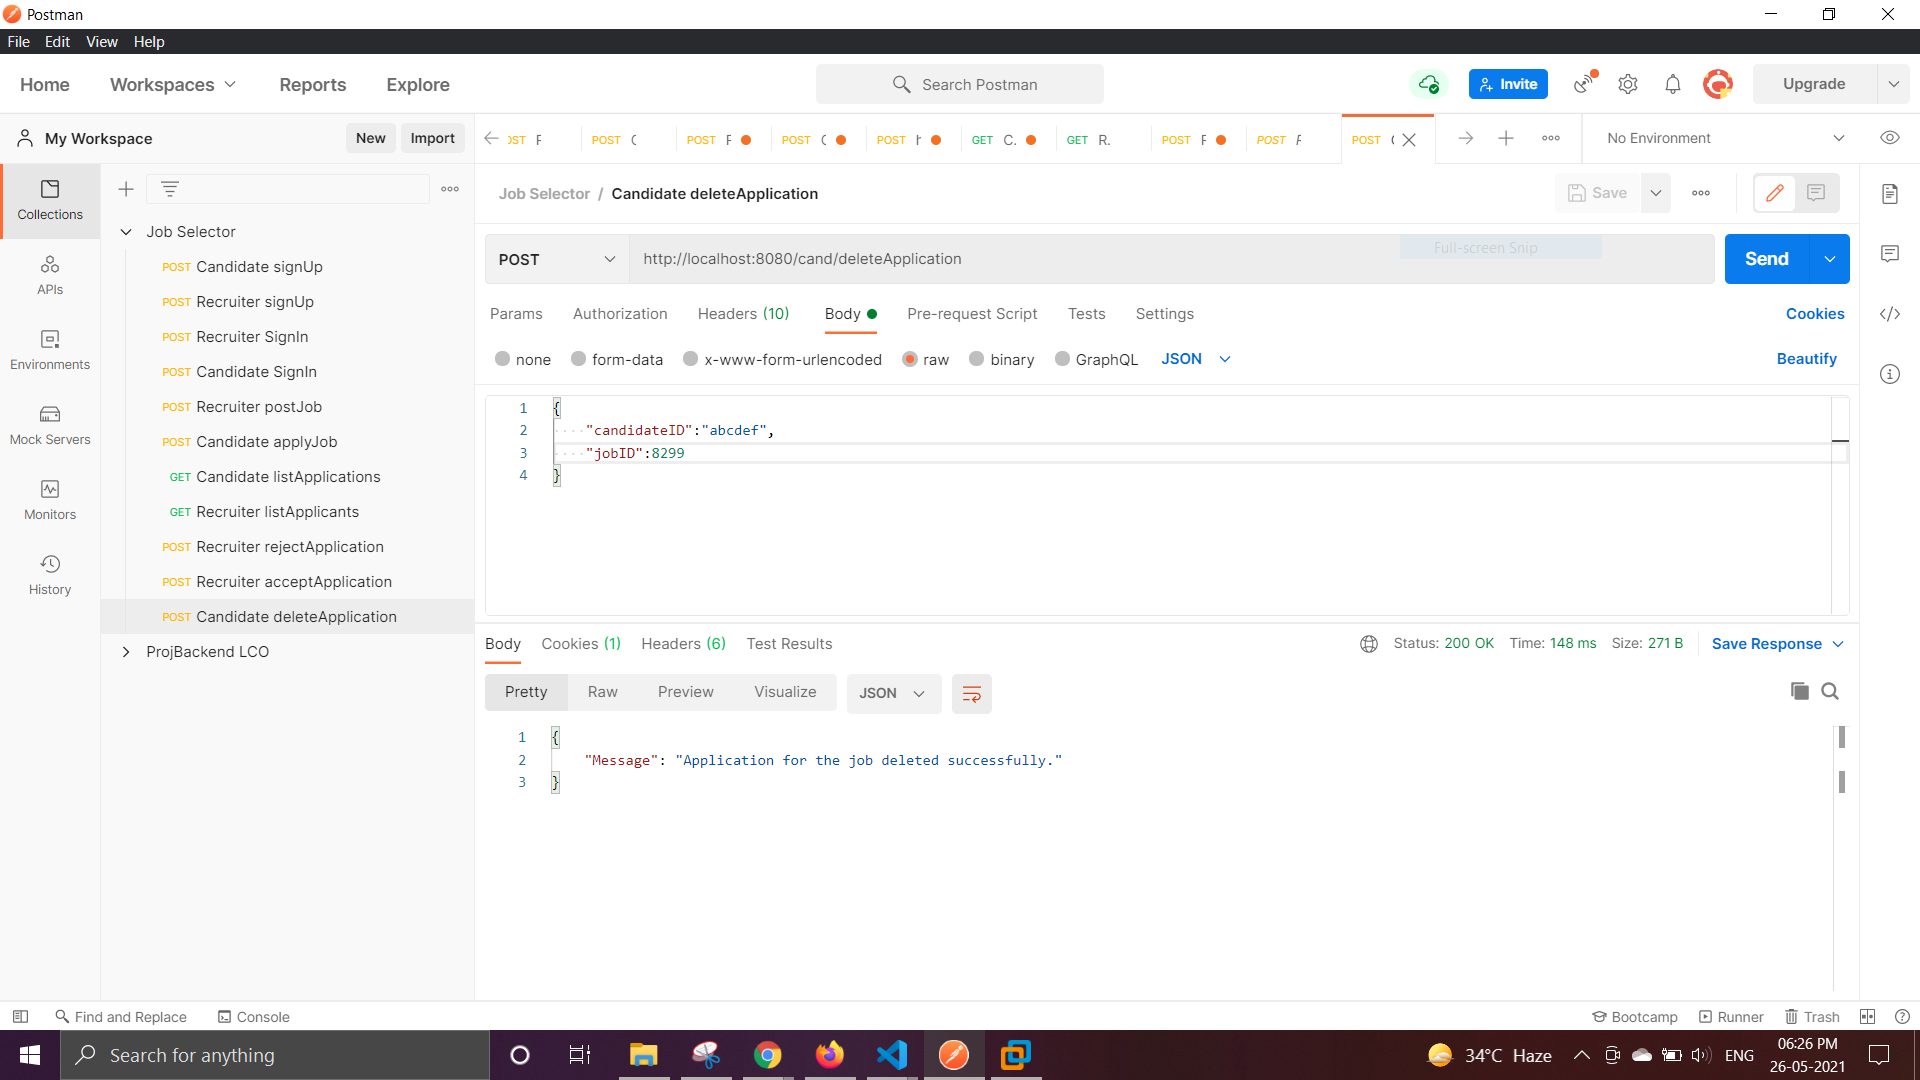 Postman
File Edit View Help
Home Workspaces Reports Explore
Search Postman
Invite
Upgrade
My Workspace New Import
POST POST POST POST GET C. GET R. POST POST POST
No Environment
Collections
APIs
Environments
Mock Servers
Monitors
History
Job Selector
POST Candidate signUp
POST Recruiter signUp
POST Recruiter SignIn
POST Candidate SignIn
POST Recruiter postJob
POST Candidate applyJob
GET Candidate listApplications
GET Recruiter listApplicants
POST Recruiter rejectApplication
POST Recruiter acceptApplication
POST Candidate deleteApplication
ProjBackend LCO
Job Selector / Candidate deleteApplication
Save
POST http://localhost:8080/cand/deleteApplication
Full-screen Snip
Send
Params Authorization Headers (10) Body Pre-request Script Tests Settings Cookies
none form-data x-www-form-urlencoded raw binary GraphQL JSON Beautify
1 {
2 "candidateID":"abcdef",
3 "jobID":8299
4 }
Body Cookies (1) Headers (6) Test Results Status: 200 OK Time: 148 ms Size: 271 B Save Response
Pretty Raw Preview Visualize JSON
1 {
2 "Message": "Application for the job deleted successfully."
3 }
Find and Replace Console Bootcamp Runner Trash
Search for anything
34°C Haze
ENG
06:26 PM
26-05-2021